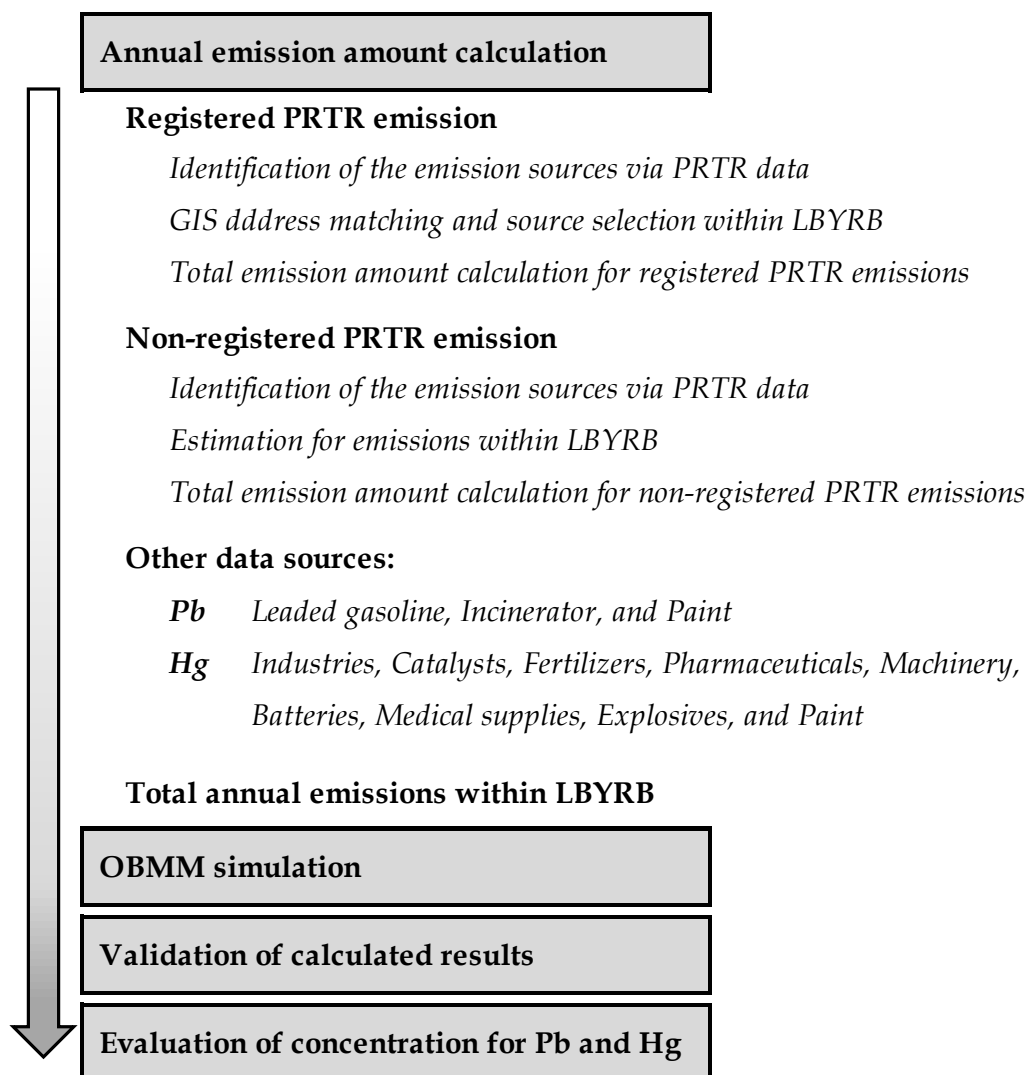 Annual emission amount calculation
Registered PRTR emission
Identification of the emission sources via PRTR data
GIS dddress matching and source selection within LBYRB
Total emission amount calculation for registered PRTR emissions
Non-registered PRTR emission
Identification of the emission sources via PRTR data
Estimation for emissions within LBYRB
Total emission amount calculation for non-registered PRTR emissions
Other data sources:
Pb Leaded gasoline, Incinerator, and Paint
Hg Industries, Catalysts, Fertilizers, Pharmaceuticals, Machinery,
Batteries, Medical supplies, Explosives, and Paint
Total annual emissions within LBYRB
OBMM simulation
Validation of calculated results
Evaluation of concentration for Pb and Hg